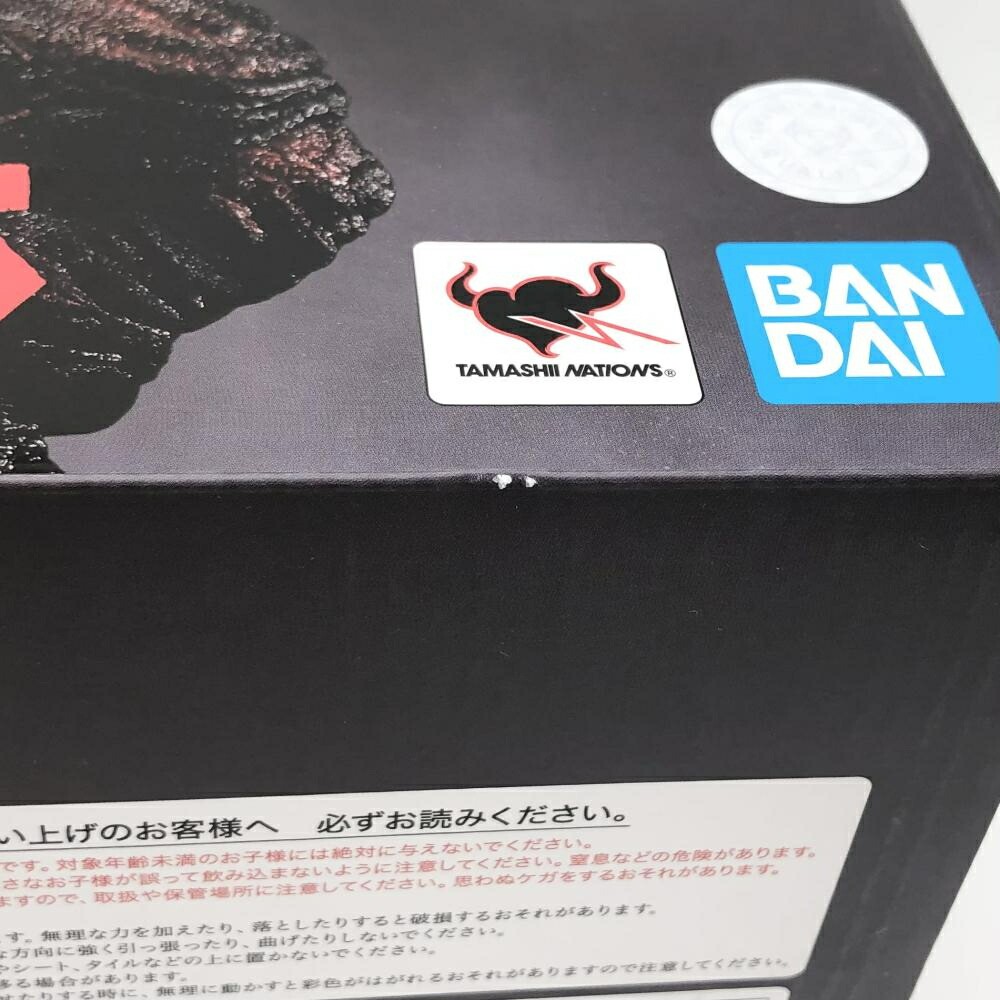 TAMASHII NATIONS®
BAN
DAI
い上げのお客様へ 必ずお読みください。
です。対象年齢未満のお子様には絶対に与えないでください。
さなお子様が誤って飲み込まないように注意してください。窒息などの危険があります。
ますので、取扱や保管場所に注意してください。思わぬケガをするおそれがあります。
す。無理な力を加えたり、落としたりすると破損するおそれがあります。
な方向に強く引っ張ったり、曲げたりしないでください。
やシート、タイルなどの上に置かないでください。
移る場合があります。
せたりする時に、無理に動かすと彩色がはがれるおそれがありますので注意してください。